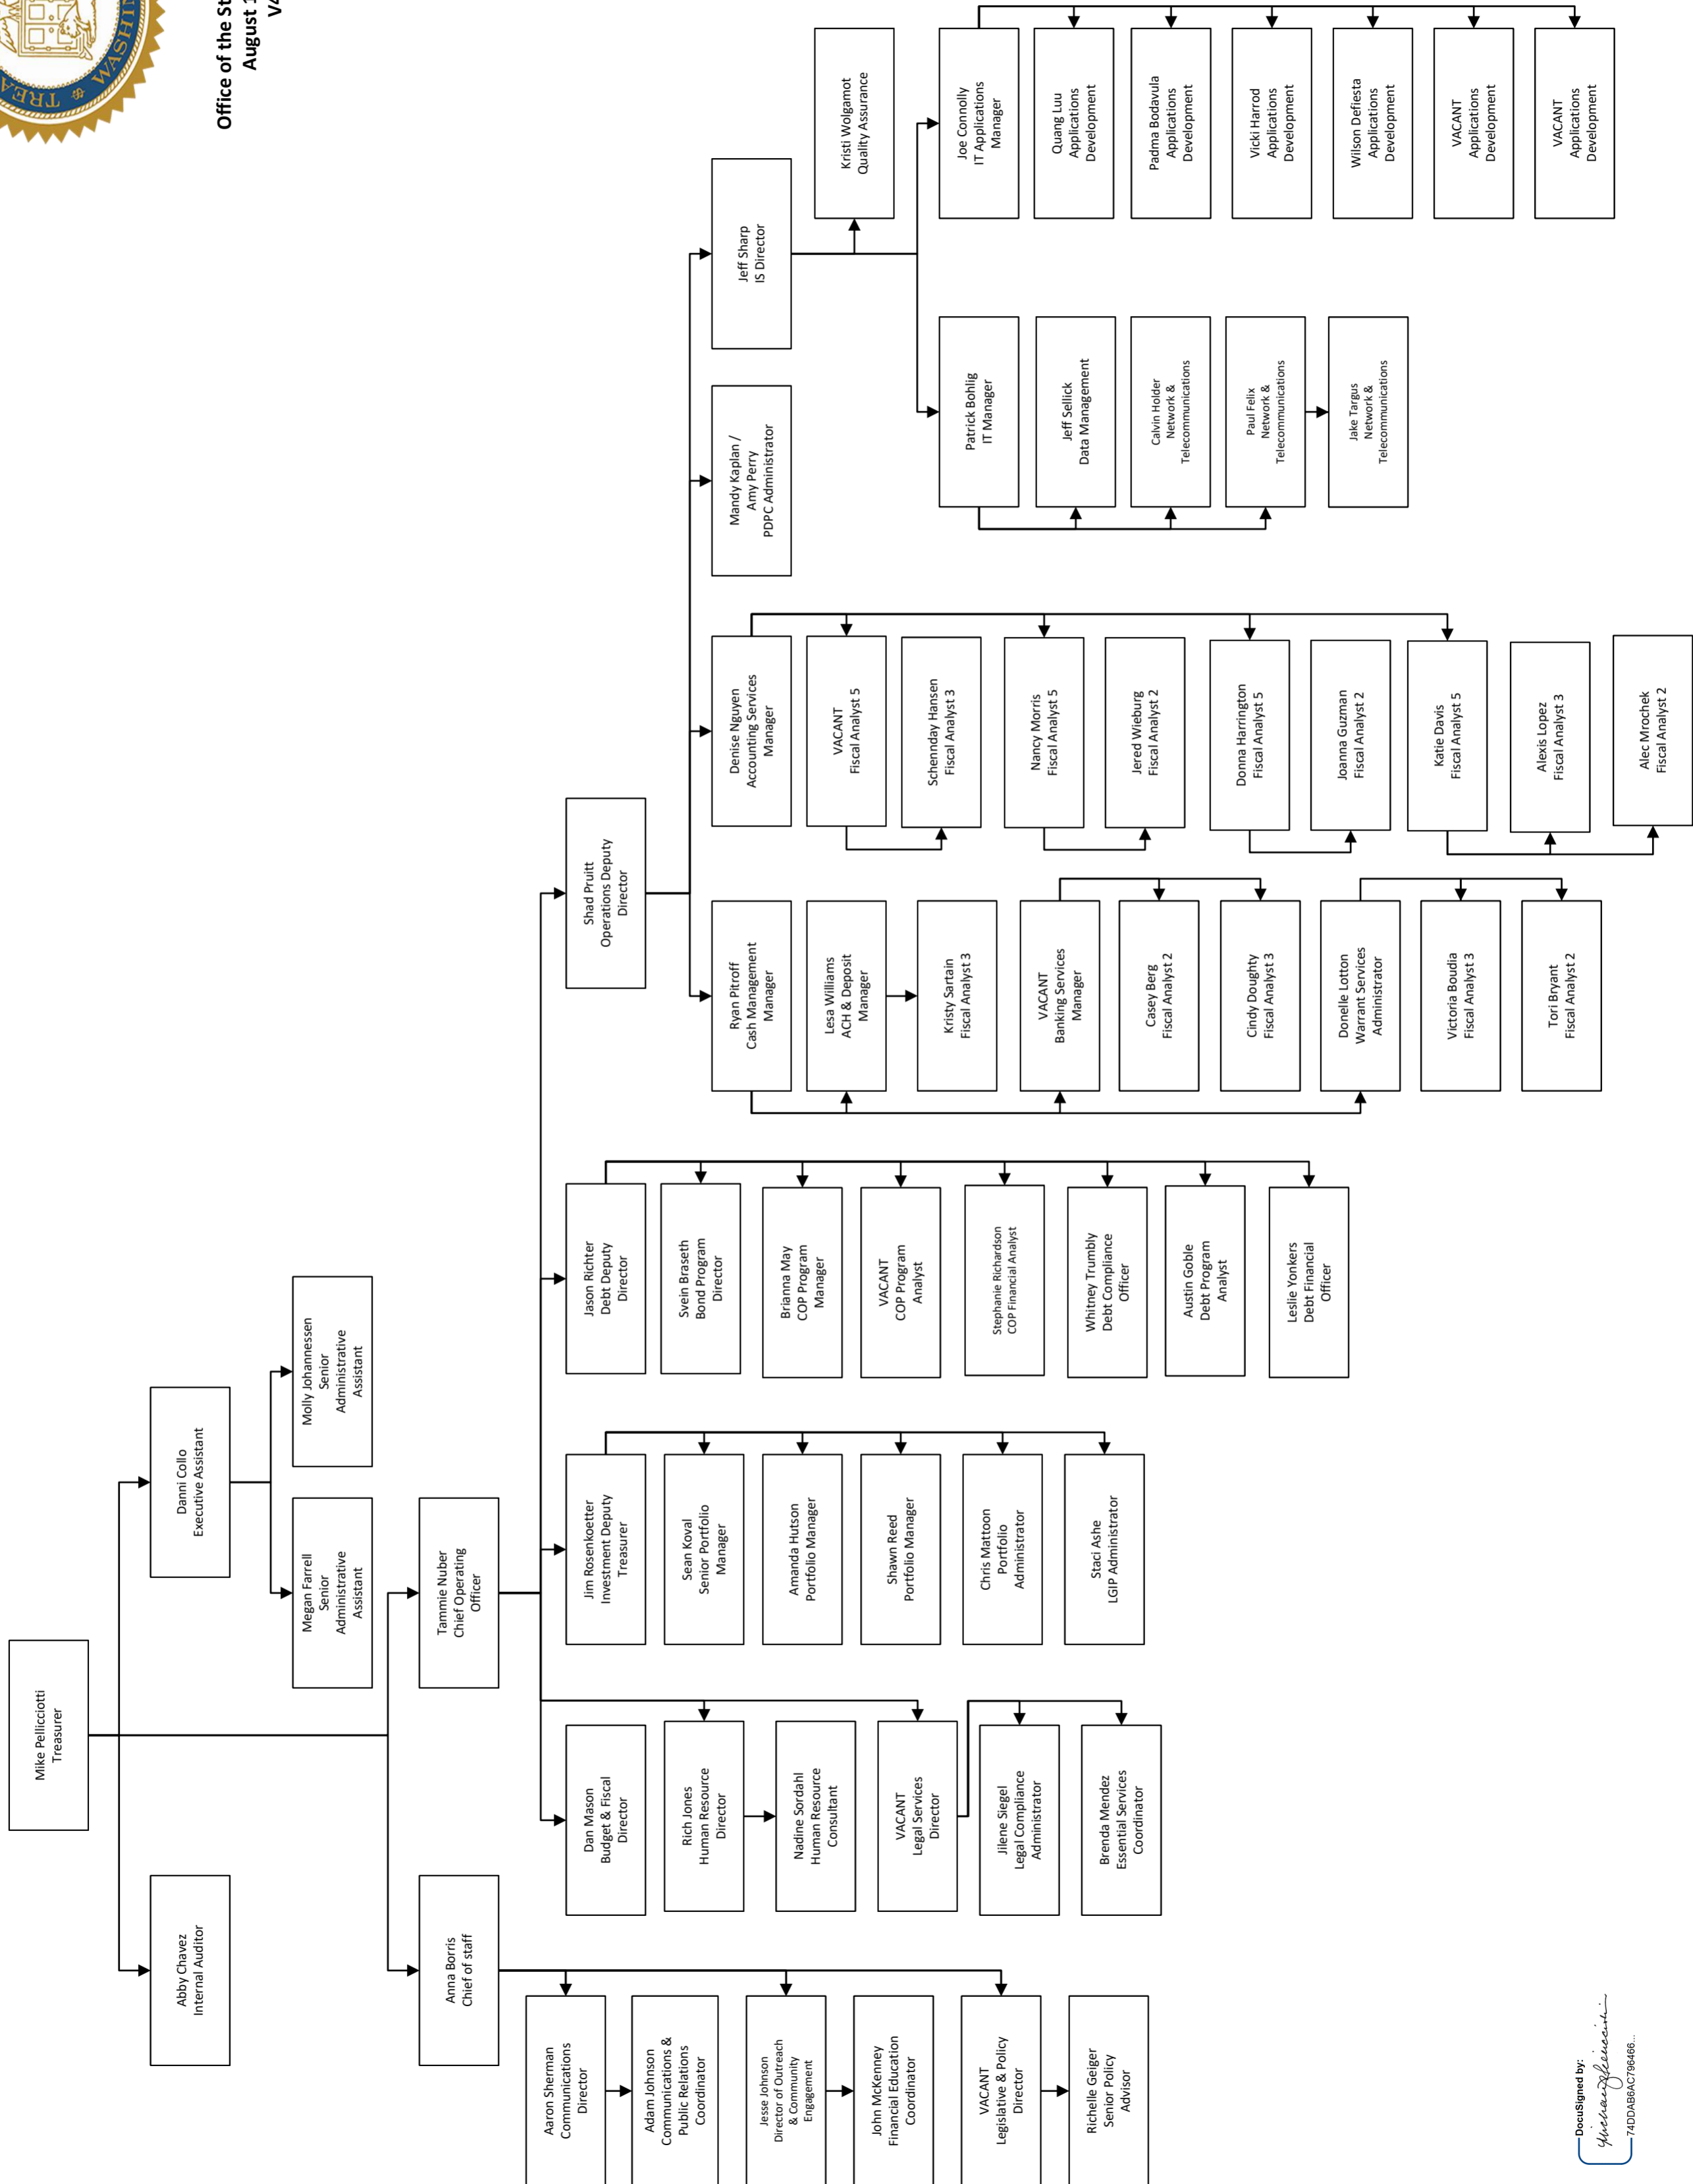 TREA
WASHIN
Office of the St
August 1
V4
Mike Pellicciotti
Treasurer
Abby Chavez
Internal Auditor
Danni Collo
Executive Assistant
Megan Farrell
Senior
Administrative
Assistant
Molly Johannessen
Senior
Administrative
Assistant
Anna Borris
Chief of staff
Tammie Nuber
Chief Operating
Officer
Aaron Sherman
Communications
Director
Adam Johnson
Communications &
Public Relations
Coordinator
Jesse Johnson
Director of Outreach
& Community
Engagement
John McKenney
Financial Education
Coordinator
VACANT
Legislative & Policy
Director
Richelle Geiger
Senior Policy
Advisor
Dan Mason
Budget & Fiscal
Director
Rich Jones
Human Resource
Director
Nadine Sordahl
Human Resource
Consultant
VACANT
Legal Services
Director
Jilene Siegel
Legal Compliance
Administrator
Brenda Mendez
Essential Services
Coordinator
Jim Rosenkoetter
Investment Deputy
Treasurer
Sean Koval
Senior Portfolio
Manager
Amanda Hutson
Portfolio Manager
Shawn Reed
Portfolio Manager
Chris Mattoon
Portfolio
Administrator
Staci Ashe
LGIP Administrator
Jason Richter
Debt Deputy
Director
Svein Braseth
Bond Program
Director
Brianna May
COP Program
Manager
VACANT
COP Program
Analyst
Stephanie Richardson
COP Financial Analyst
Whitney Trumbly
Debt Compliance
Officer
Austin Goble
Debt Program
Analyst
Leslie Yonkers
Debt Financial
Officer
Shad Pruitt
Operations Deputy
Director
Ryan Pitroff
Cash Management
Manager
Lesa Williams
ACH & Deposit
Manager
Kristy Sartain
Fiscal Analyst 3
VACANT
Banking Services
Manager
Casey Berg
Fiscal Analyst 2
Cindy Doughty
Fiscal Analyst 3
Donelle Lotton
Warrant Services
Administrator
Victoria Boudia
Fiscal Analyst 3
Tori Bryant
Fiscal Analyst 2
Denise Nguyen
Accounting Services
Manager
VACANT
Fiscal Analyst 5
Schennday Hansen
Fiscal Analyst 3
Nancy Morris
Fiscal Analyst 5
Jered Wieburg
Fiscal Analyst 2
Donna Harrington
Fiscal Analyst 5
Joanna Guzman
Fiscal Analyst 2
Katie Davis
Fiscal Analyst 5
Alexis Lopez
Fiscal Analyst 3
Alec Mrochek
Fiscal Analyst 2
Mandy Kaplan /
Amy Perry
PDPC Administrator
Jeff Sharp
IS Director
Kristi Wolgamot
Quality Assurance
Patrick Bohlig
IT Manager
Jeff Sellick
Data Management
Calvin Holder
Network &
Telecommunications
Paul Felix
Network &
Telecommunications
Jake Targus
Network &
Telecommunications
Joe Connolly
IT Applications
Manager
Quang Luu
Applications
Development
Padma Bodavula
Applications
Development
Vicki Harrod
Applications
Development
Wilson Defiesta
Applications
Development
VACANT
Applications
Development
VACANT
Applications
Development
DocuSigned by:
74DDAB6AC796466...